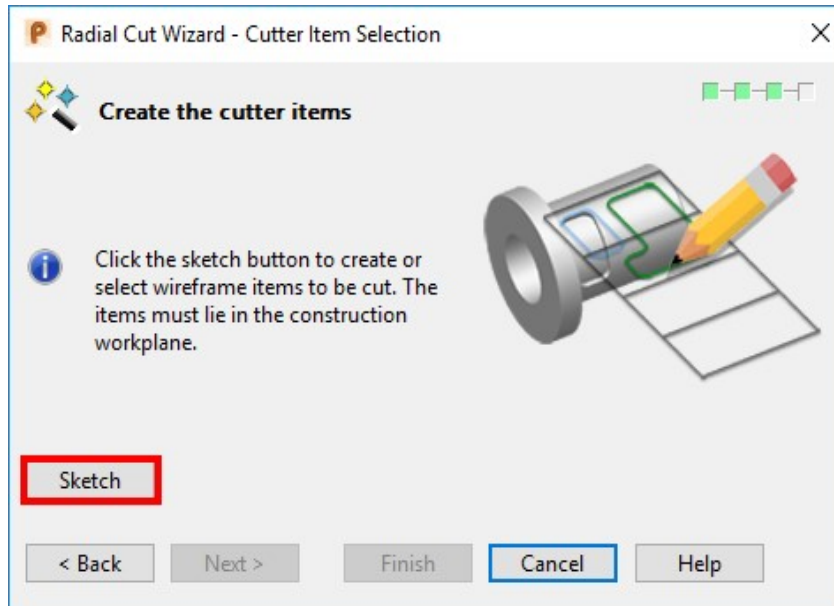 P Radial Cut Wizard - Cutter Item Selection
Create the cutter items
Click the sketch button to create or
select wireframe items to be cut. The
items must lie in the construction
workplane.
Sketch
< Back Next > Finish Cancel Help